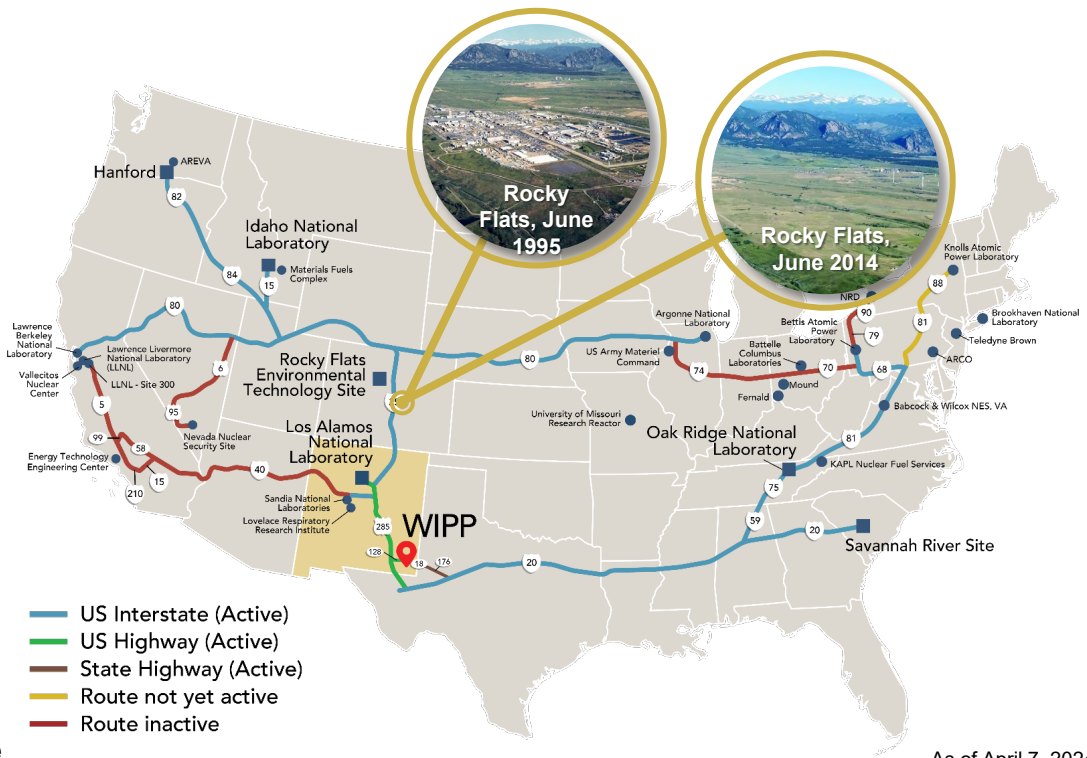 Rocky
Flats, June
1995
Rocky Flats,
June 2014
Hanford
AREVA
82
Idaho National
Laboratory
Materials Fuels
Complex
84
15
80
Lawrence
Berkeley
National
Laboratory
Lawrence Livermore
National Laboratory
(LLNL)
Vallecitos
Nuclear
Center
LLNL - Site 300
6
5
95
Nevada Nuclear
Security Site
99
58
Energy Technology
Engineering Center
210
15
40
Rocky Flats
Environmental
Technology Site
Los Alamos
National
Laboratory
Sandia National
Laboratories
Lovelace Respiratory
Research Institute
285
WIPP
128
18
176
20
80
Argonne National
Laboratory
US Army Materiel
Command
74
Battelle
Columbus
Laboratories
Mound
Fernald
70
Bettis Atomic
Power
Laboratory
NRD
90
79
68
Knolls Atomic
Power Laboratory
88
81
Brookhaven National
Laboratory
Teledyne Brown
ARCO
Babcock & Wilcox NES, VA
University of Missouri
Research Reactor
Oak Ridge National
Laboratory
81
KAPL Nuclear Fuel Services
75
59
20
Savannah River Site
US Interstate (Active)
US Highway (Active)
State Highway (Active)
Route not yet active
Route inactive
As of April 7,